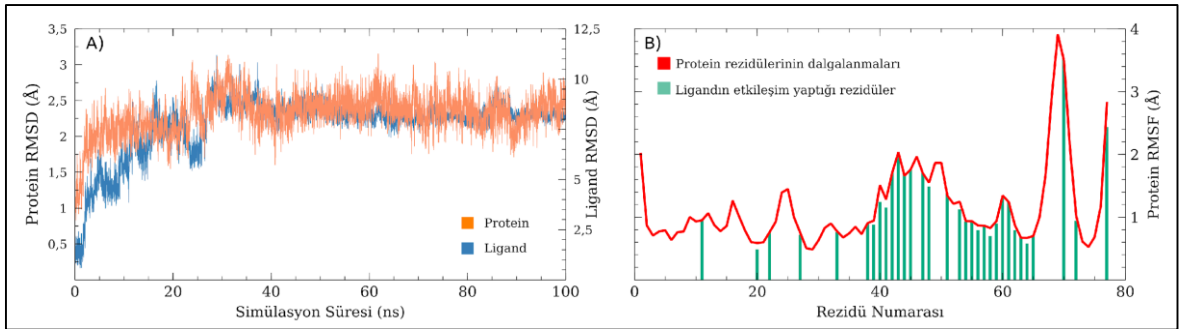 A)
3,5
3
2,5
2
1,5
1
0,5
Protein RMSD (Å)
12,5
10
7,5
5
2,5
Ligand RMSD (Å)
Protein
Ligand
0
20
40
60
80
100
Simülasyon Süresi (ns)
B)
Protein rezidülerinin dalgalanmaları
Ligandın etkileşim yaptığı rezidüler
4
3
2
1
Protein RMSF (Å)
0
20
40
60
80
Rezidü Numarası